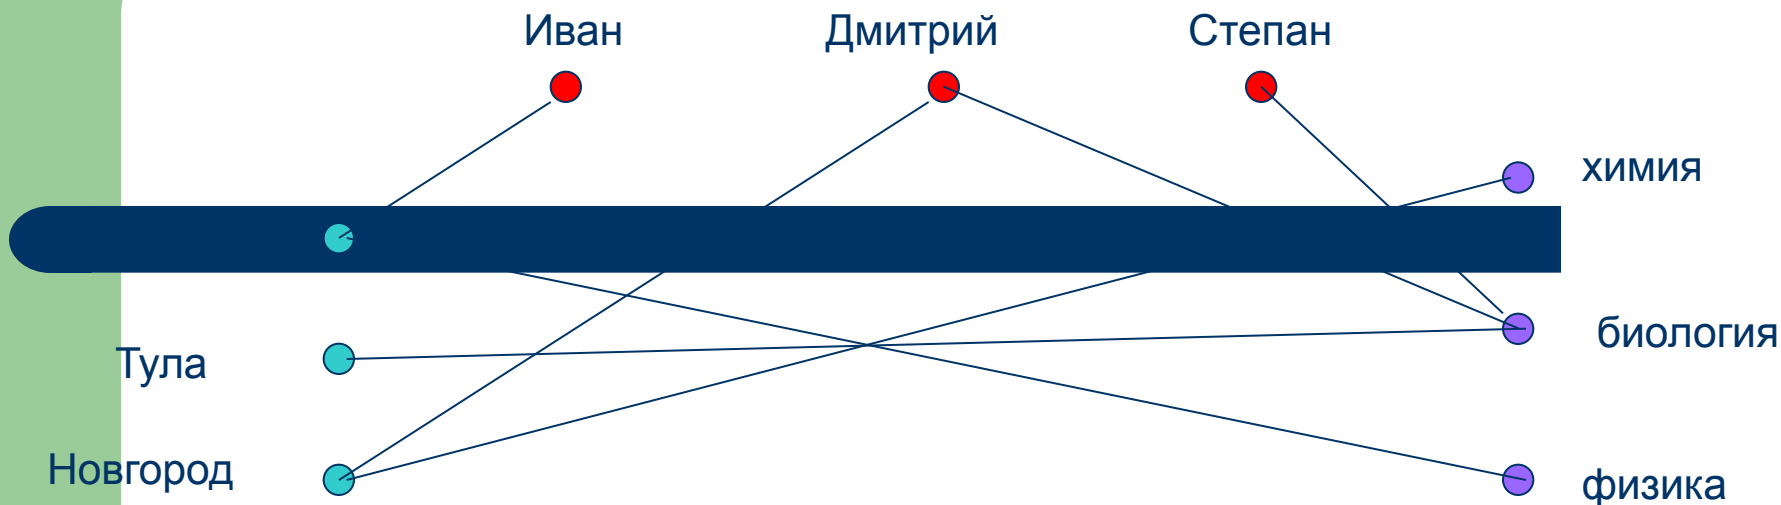 Иван Дмитрий Степан
химия
биология
Тула
Новгород
физика